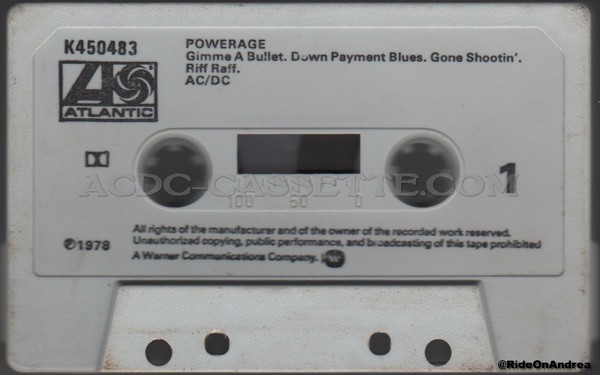 K450483
POWERAGE
Gimme A Bullet. Down Payment Blues. Gone Shootin'.
Riff Raff.
AC/DC
ATLANTIC
1
ACDC-CASSETTE.COM
100 50 0
All rights of the manufacturer and of the owner of the recorded work reserved.
Unauthorized copying, public performance, and broadcasting of this tape prohibited
℗1978
A Warner Communications Company.
@RideOnAndrea